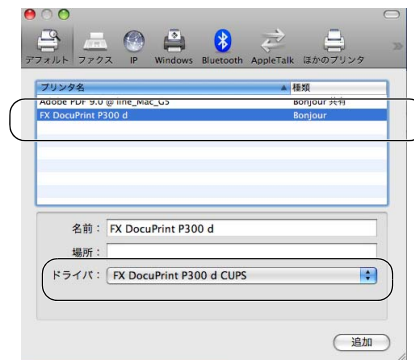 デフォルト ファクス IP Windows Bluetooth AppleTalk ほかのプリンタ
プリンタ名 種類
Adobe PDF 9.0 @ line_Mac_G5 Bonjour 共有
FX DocuPrint P300 d Bonjour
名前： FX DocuPrint P300 d
場所：
ドライバ： FX DocuPrint P300 d CUPS
追加